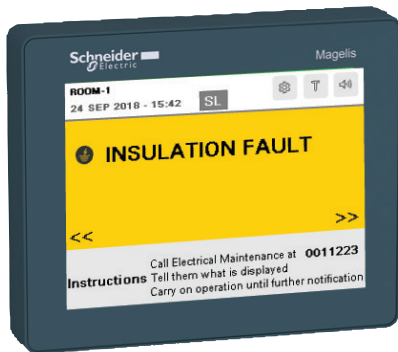 Schneider
Electric
Magelis
ROOM-1
24 SEP 2018 - 15:42
SL
T
INSULATION FAULT
<<
>>
Call Electrical Maintenance at 0011223
Instructions Tell them what is displayed
Carry on operation until further notification